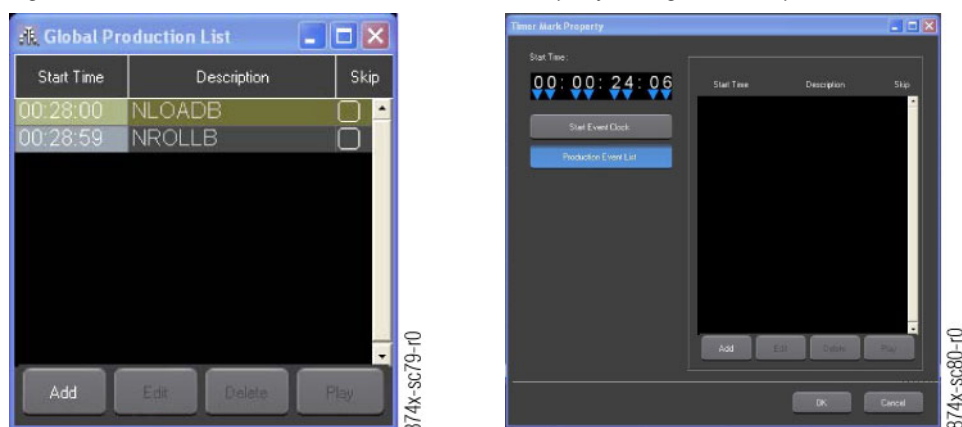 Global Production List
Start Time Description Skip
00:28:00 NLOADB
00:28:59 NROLLB
Add Edit Delete Play
874x-sc79-r0
Timer Mark Property
Start Time:
00:00:24:06
Start Event Clock
Production Event List
Start Time Description Skip
Add Edit Delete Play
OK Cancel
874x-sc80-r0